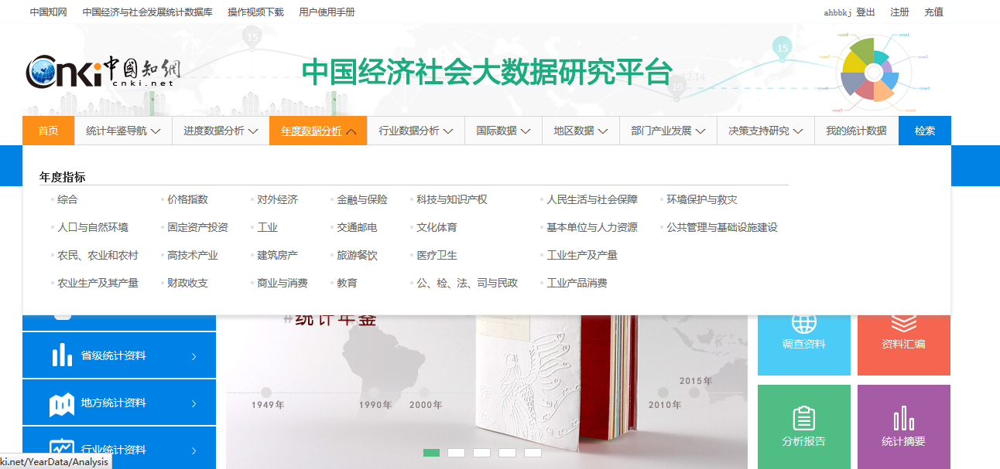 中国知网 中国经济与社会发展统计数据库 操作视频下载 用户使用手册 ahbbkj 登出 注册 充值
15
Cnki中国知網
cnki.net
中国经济社会大数据研究平台
15
12.14
10
首页 统计年鉴导航 进度数据分析 年度数据分析 行业数据分析 国际数据 地区数据 部门产业发展 决策支持研究 我的统计数据 检索
年度指标
综合 价格指数 对外经济 金融与保险 科技与知识产权 人民生活与社会保障 环境保护与救灾
人口与自然环境 固定资产投资 工业 交通邮电 文化体育 基本单位与人力资源 公共管理与基础设施建设
农民、农业和农村 高技术产业 建筑房产 旅游餐饮 医疗卫生 工业生产及产量
农业生产及其产量 财政收支 商业与消费 教育 公、检、法、司与民政 工业产品消费
#统计年鉴
调查资料 资料汇编
省级统计资料
2015年
1949年 1990年 2000年 2010年
地方统计资料
分析报告 统计摘要
行业统计资料
ki.net/YearData/Analysis